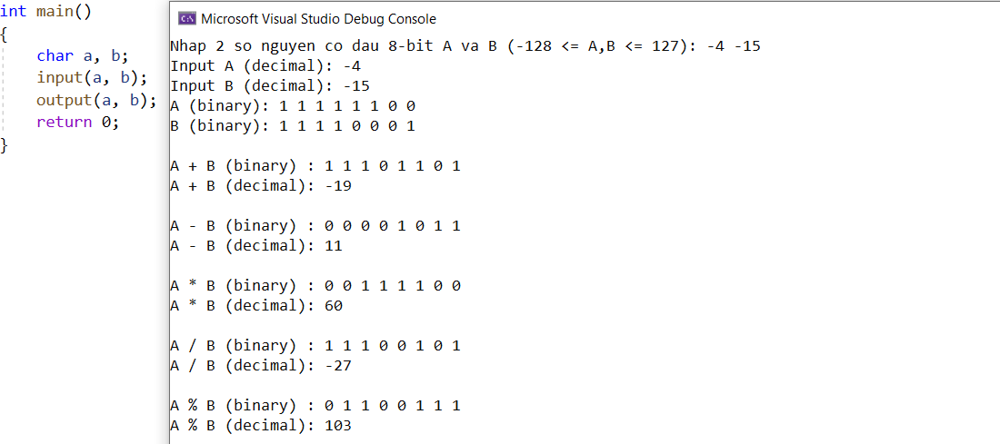 int main()
{
char a, b;
input(a, b);
output(a, b);
return 0;
}
C:\ Microsoft Visual Studio Debug Console
Nhap 2 so nguyen co dau 8-bit A va B (-128 <= A,B <= 127): -4 -15
Input A (decimal): -4
Input B (decimal): -15
A (binary): 1 1 1 1 1 1 0 0
B (binary): 1 1 1 1 0 0 0 1
A + B (binary) : 1 1 1 0 1 1 0 1
A + B (decimal): -19
A - B (binary) : 0 0 0 0 1 0 1 1
A - B (decimal): 11
A * B (binary) : 0 0 1 1 1 1 0 0
A * B (decimal): 60
A / B (binary) : 1 1 1 0 0 1 0 1
A / B (decimal): -27
A % B (binary) : 0 1 1 0 0 1 1 1
A % B (decimal): 103